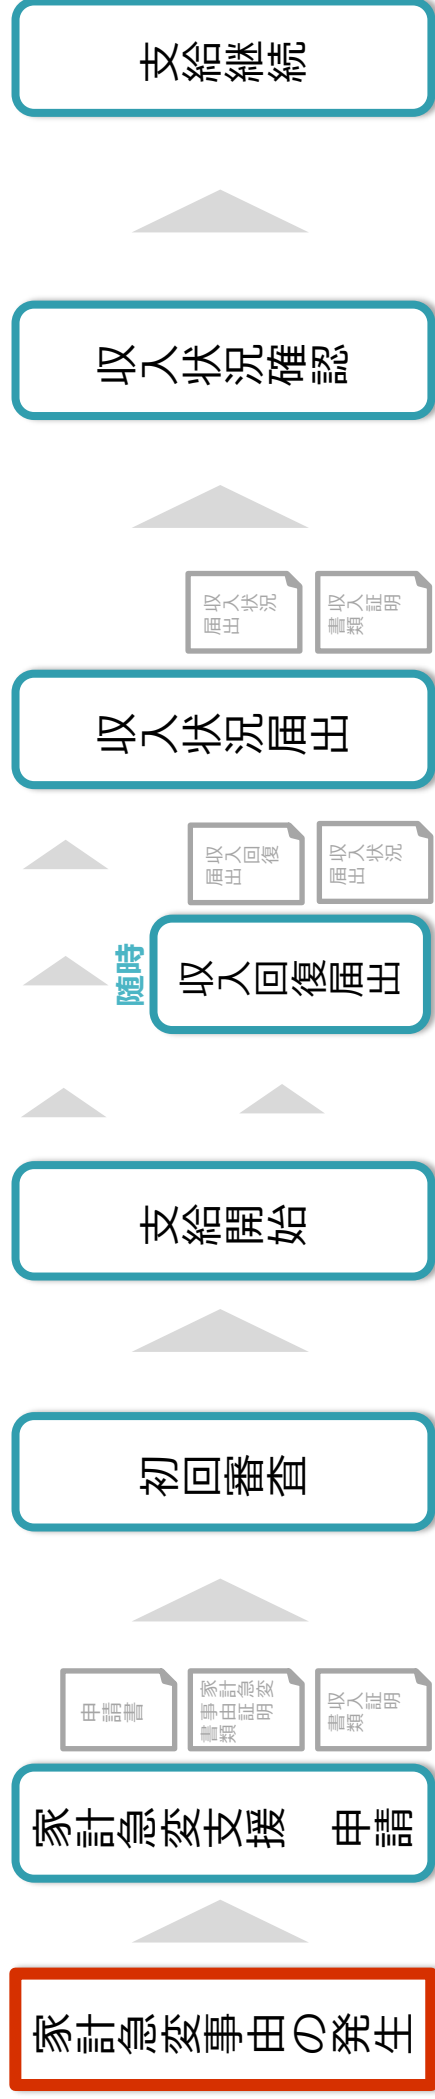 家計急変事由の発生
家計急変支援　申請
申請書
家計急変
事由証明
書類
収入証明
書類
初回審査
支給開始
随時
収入回復届出
収入回復
届出
収入状況
届出
収入状況届出
収入状況
届出
収入証明
書類
収入状況確認
支給継続